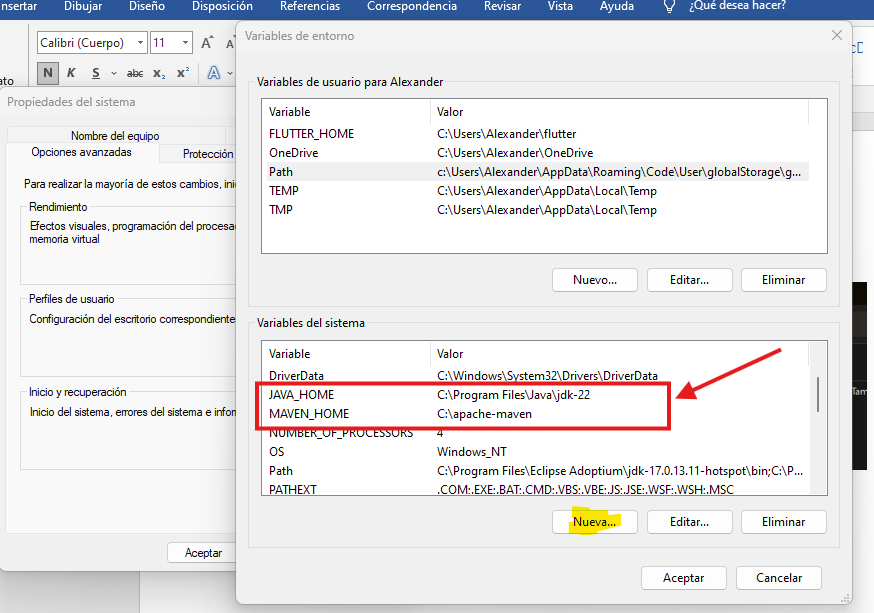 nsertar Dibujar Diseño Disposición Referencias Correspondencia Revisar Vista Ayuda ¿Qué desea hacer?
Calibri (Cuerpo) 11 A A
N K S abc x₂ x² A
Propiedades del sistema
Nombre del equipo
Opciones avanzadas Protección
Para realizar la mayoría de estos cambios, ini
Rendimiento
Efectos visuales, programación del procesa
memoria virtual
Perfiles de usuario
Configuración del escritorio correspondiente
Inicio y recuperación
Inicio del sistema, errores del sistema e infor
Aceptar
Variables de entorno
Variables de usuario para Alexander
Variable Valor
FLUTTER_HOME C:\Users\Alexander\flutter
OneDrive C:\Users\Alexander\OneDrive
Path c:\Users\Alexander\AppData\Roaming\Code\User\globalStorage\g...
TEMP C:\Users\Alexander\AppData\Local\Temp
TMP C:\Users\Alexander\AppData\Local\Temp
Nuevo... Editar... Eliminar
Variables del sistema
Variable Valor
DriverData C:\Windows\System32\Drivers\DriverData
JAVA_HOME C:\Program Files\Java\jdk-22
MAVEN_HOME C:\apache-maven
NUMBER_OF_PROCESSORS 4
OS Windows_NT
Path C:\Program Files\Eclipse Adoptium\jdk-17.0.13.11-hotspot\bin;C:\P...
PATHEXT .COM;.EXE;.BAT;.CMD;.VBS;.VBE;.JS;.JSE;.WSF;.WSH;.MSC
Nueva... Editar... Eliminar
Aceptar Cancelar